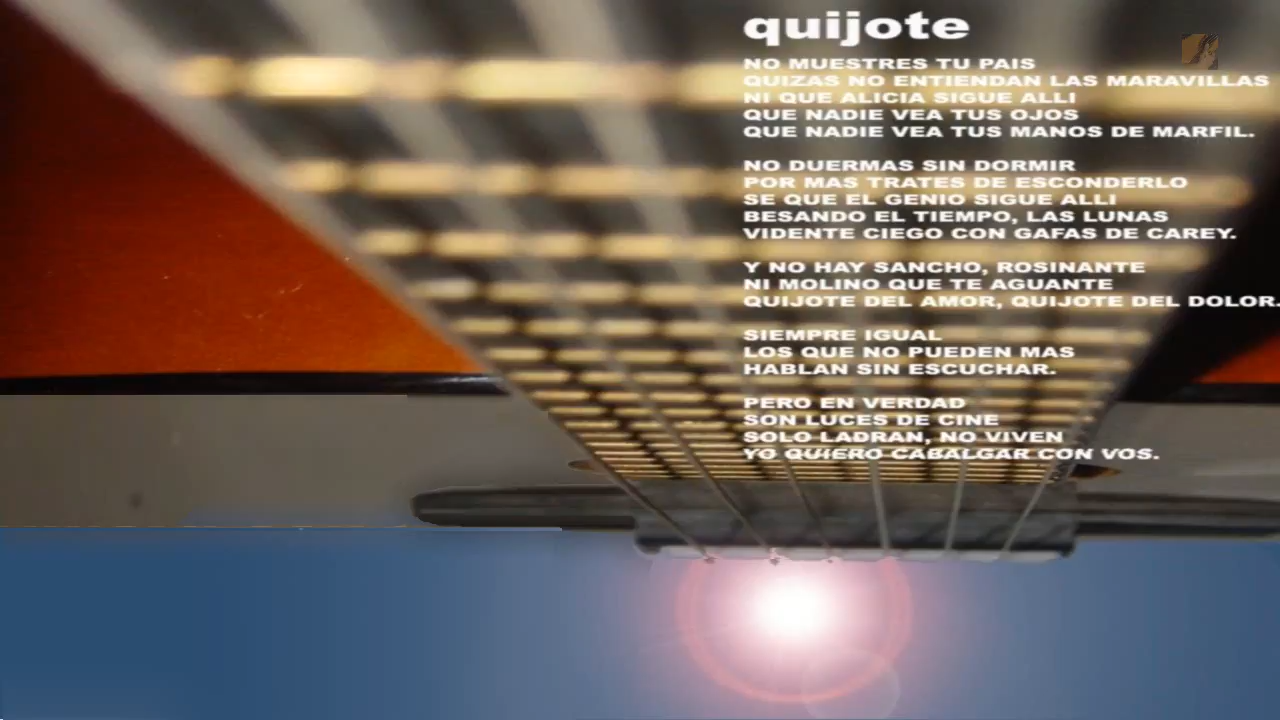 quijote
NO MUESTRES TU PAIS
QUIZAS NO ENTIENDAN LAS MARAVILLAS
NI QUE ALICIA SIGUE ALLI
QUE NADIE VEA TUS OJOS
QUE NADIE VEA TUS MANOS DE MARFIL.
NO DUERMAS SIN DORMIR
POR MAS TRATES DE ESCONDERLO
SE QUE EL GENIO SIGUE ALLI
BESANDO EL TIEMPO, LAS LUNAS
VIDENTE CIEGO CON GAFAS DE CAREY.
Y NO HAY SANCHO, ROSINANTE
NI MOLINO QUE TE AGUANTE
QUIJOTE DEL AMOR, QUIJOTE DEL DOLOR.
SIEMPRE IGUAL
LOS QUE NO PUEDEN MAS
HABLAN SIN ESCUCHAR.
PERO EN VERDAD
SON LUCES DE CINE
SOLO LADRAN, NO VIVEN
YO QUIERO CABALGAR CON VOS.